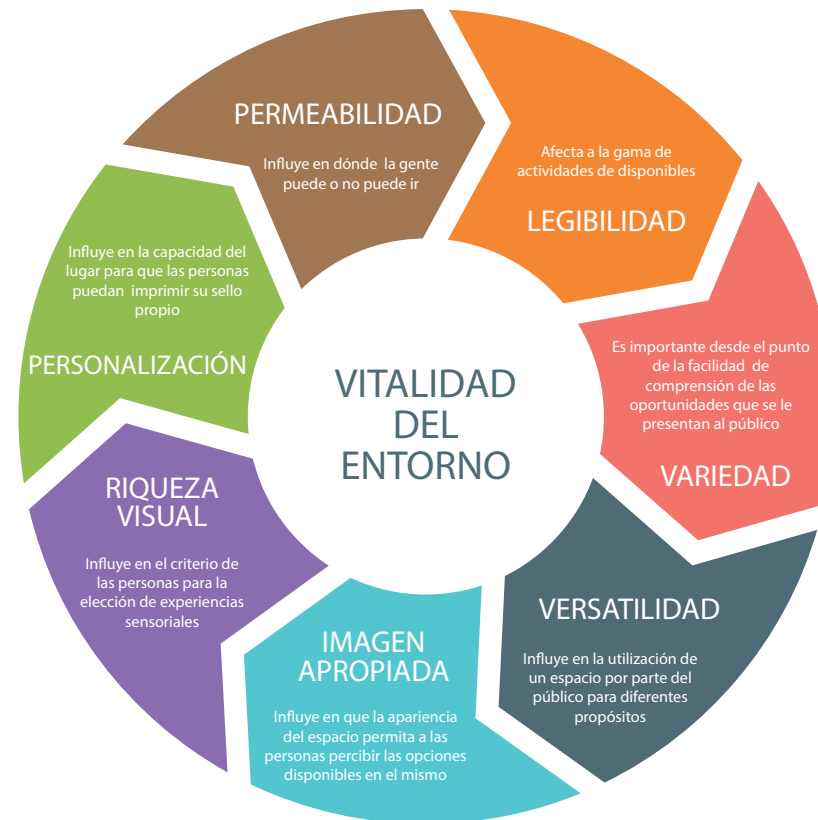 PERMEABILIDAD
Influye en dónde la gente
puede o no puede ir
Afecta a la gama de
actividades de disponibles
LEGIBILIDAD
Es importante desde el punto
de la facilidad de
comprensión de las
oportunidades que se le
presentan al público
VARIEDAD
VERSATILIDAD
Influye en la utilización de
un espacio por parte del
público para diferentes
propósitos
IMAGEN
APROPIADA
Influye en que la apariencia
del espacio permita a las
personas percibir las opciones
disponibles en el mismo
RIQUEZA
VISUAL
Influye en el criterio de
las personas para la
elección de experiencias
sensoriales
Influye en la capacidad del
lugar para que las personas
puedan imprimir su sello
propio
PERSONALIZACIÓN
VITALIDAD
DEL
ENTORNO